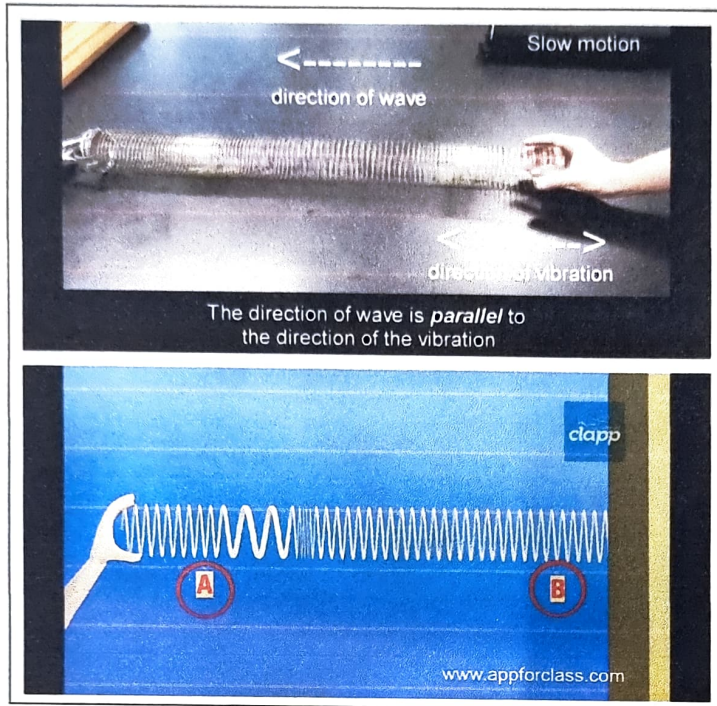 Slow motion
<--------
direction of wave
<------>
direction of vibration
The direction of wave is parallel to
the direction of the vibration
clapp
A
B
www.appforclass.com